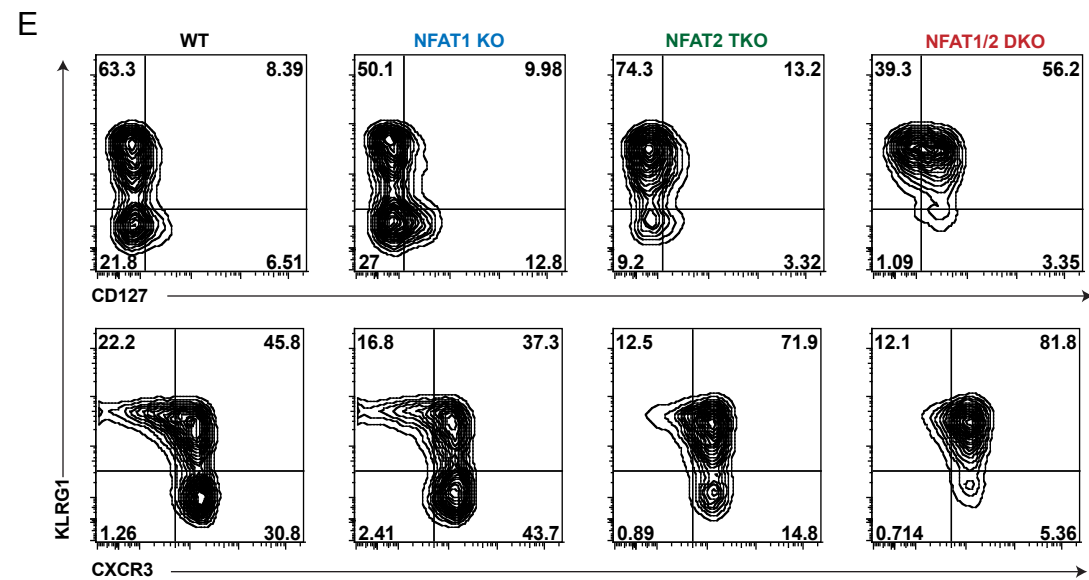 E
WT
NFAT1 KO
NFAT2 TKO
NFAT1/2 DKO
63.3 8.39
50.1 9.98
74.3 13.2
39.3 56.2
21.8 6.51
27 12.8
9.2 3.32
1.09 3.35
CD127
22.2 45.8
16.8 37.3
12.5 71.9
12.1 81.8
KLRG1
1.26 30.8
2.41 43.7
0.89 14.8
0.714 5.36
CXCR3